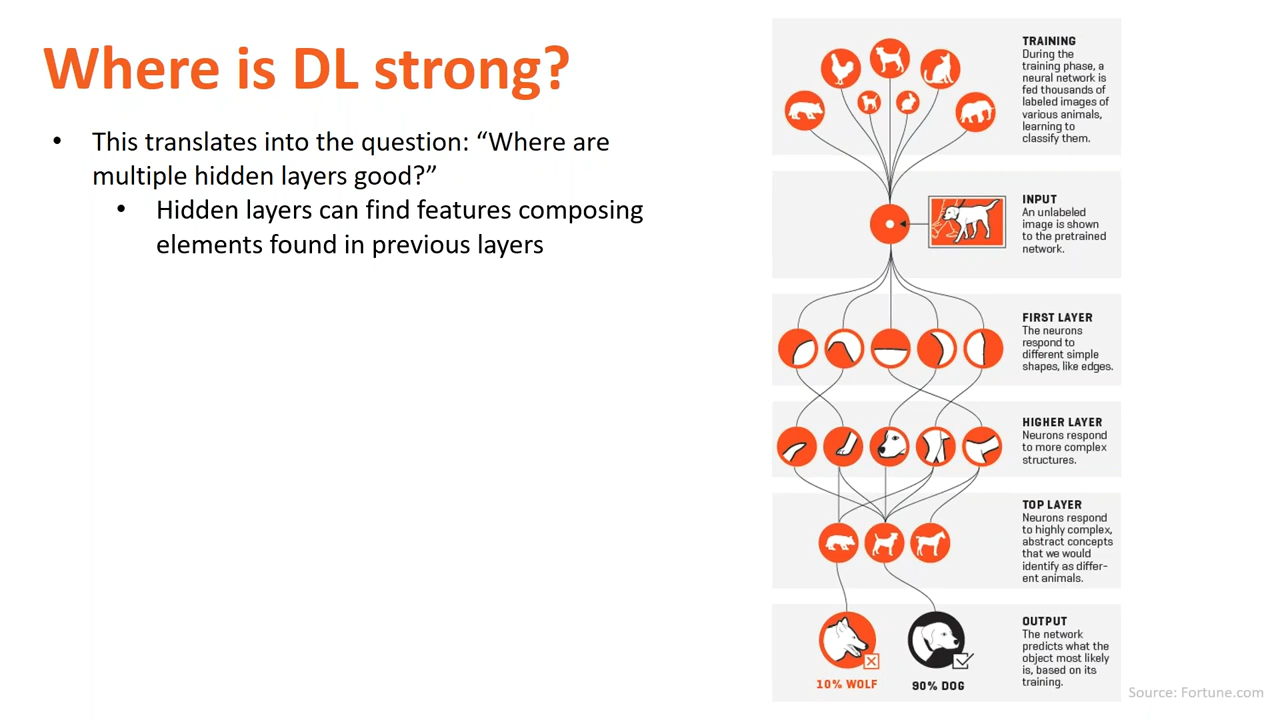 Where is DL strong?
• This translates into the question: “Where are
multiple hidden layers good?”
• Hidden layers can find features composing
elements found in previous layers
TRAINING
During the
training phase, a
neural network is
fed thousands of
labeled images of
various animals,
learning to
classify them.
INPUT
An unlabeled
image is shown
to the pretrained
network.
FIRST LAYER
The neurons
respond to
different simple
shapes, like edges.
HIGHER LAYER
Neurons respond
to more complex
structures.
TOP LAYER
Neurons respond
to highly complex,
abstract concepts
that we would
identify as differ-
ent animals.
OUTPUT
The network
predicts what the
object most likely
is, based on its
training.
10% WOLF
90% DOG
Source: Fortune.com